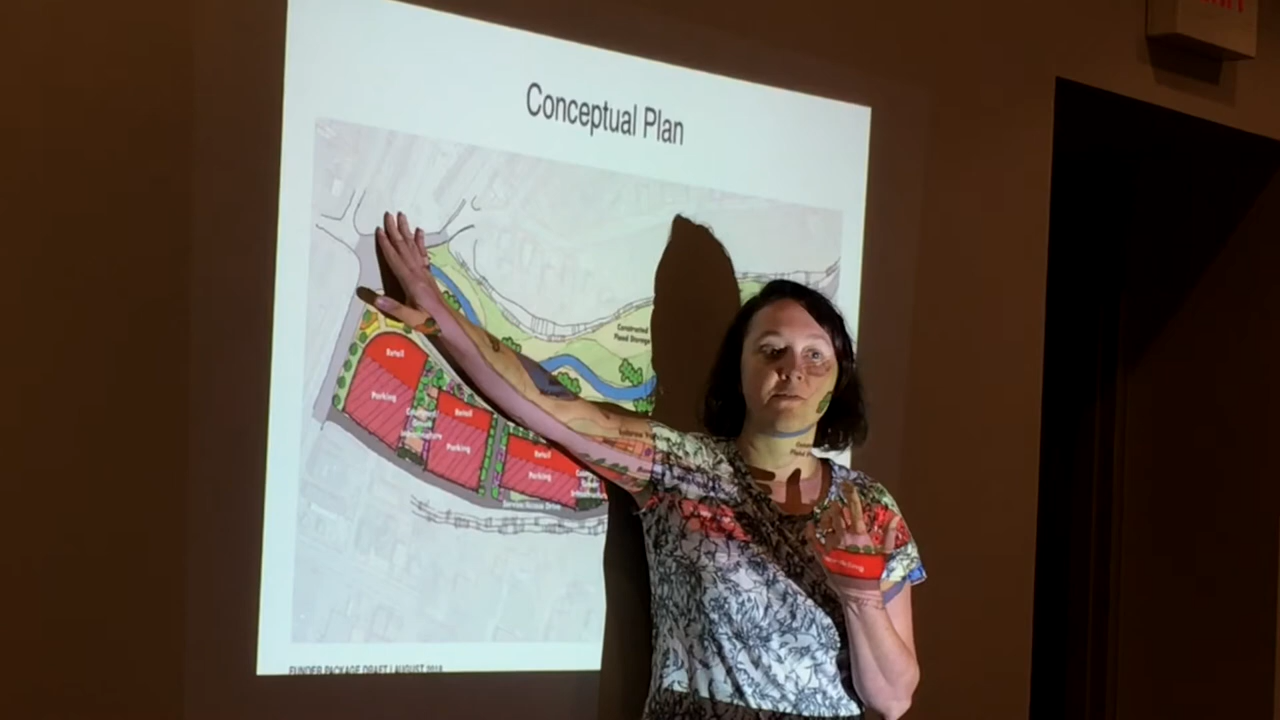 Conceptual Plan
Constructed
Flood Storage
Retail
Parking
Retail
Parking
Retail
Parking
Service/Access Drive
FUNDER PACKAGE DRAFT | AUGUST 2018